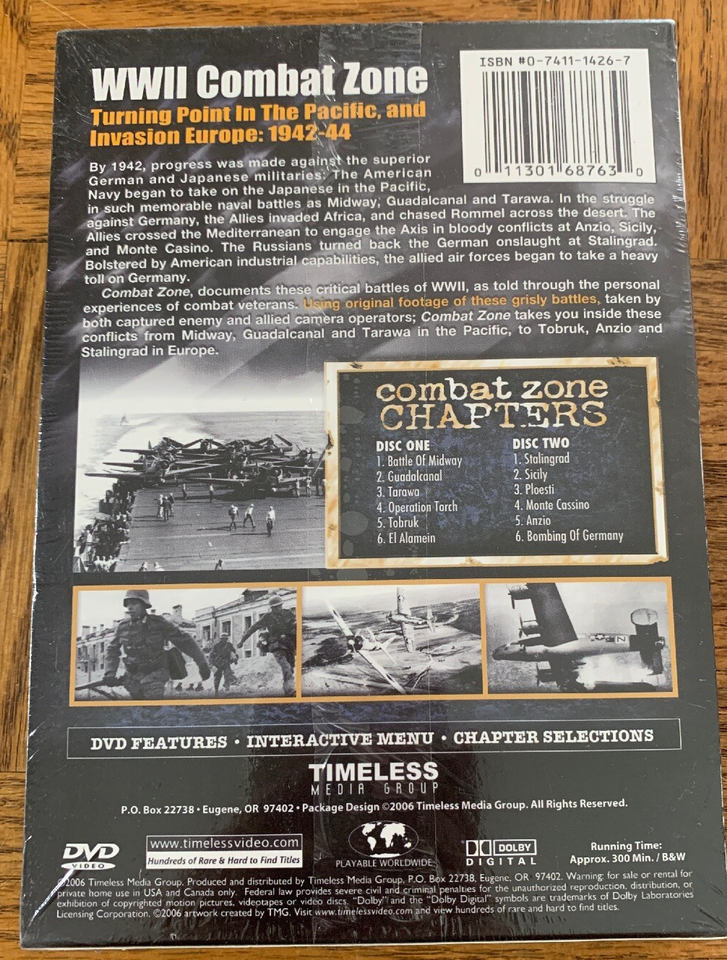 WWII Combat Zone
Turning Point In The Pacific, and
Invasion Europe: 1942-44
ISBN #0-7411-1426-7
0 11301 68763 0
By 1942, progress was made against the superior
German and Japanese militaries. The American
Navy began to take on the Japanese in the Pacific,
in such memorable naval battles as Midway, Guadalcanal and Tarawa. In the struggle
against Germany, the Allies invaded Africa, and chased Rommel across the desert. The
Allies crossed the Mediterranean to engage the Axis in bloody conflicts at Anzio, Sicily,
and Monte Casino. The Russians turned back the German onslaught at Stalingrad.
Bolstered by American industrial capabilities, the allied air forces began to take a heavy
toll on Germany.
Combat Zone, documents these critical battles of WWII, as told through the personal
experiences of combat veterans. Using original footage of these grisly battles, taken by
both captured enemy and allied camera operators; Combat Zone takes you inside these
conflicts from Midway, Guadalcanal and Tarawa in the Pacific, to Tobruk, Anzio and
Stalingrad in Europe.
combat zone
CHAPTERS
DISC ONE
1. Battle Of Midway
2. Guadalcanal
3. Tarawa
4. Operation Torch
5. Tobruk
6. El Alamein
DISC TWO
1. Stalingrad
2. Sicily
3. Ploesti
4. Monte Cassino
5. Anzio
6. Bombing Of Germany
DVD FEATURES • INTERACTIVE MENU • CHAPTER SELECTIONS
TIMELESS
MEDIA GROUP
P.O. Box 22738 • Eugene, OR 97402 • Package Design ©2006 Timeless Media Group. All Rights Reserved.
DVD
VIDEO
www.timelessvideo.com
Hundreds of Rare & Hard to Find Titles
PLAYABLE WORLDWIDE
DOLBY
DIGITAL
Running Time:
Approx. 300 Min. / B&W
©2006 Timeless Media Group. Produced and distributed by Timeless Media Group, P.O. Box 22738, Eugene, OR 97402. Warning: for sale or rental for
private home use in USA and Canada only. Federal law provides severe civil and criminal penalties for the unauthorized reproduction, distribution, or
exhibition of copyrighted motion pictures, videotapes or video discs. "Dolby" and the "Dolby Digital" symbols are trademarks of Dolby Laboratories
Licensing Corporation. ©2006 artwork created by TMG. Visit www.timelessvideo.com and view hundreds of rare and hard to find titles.